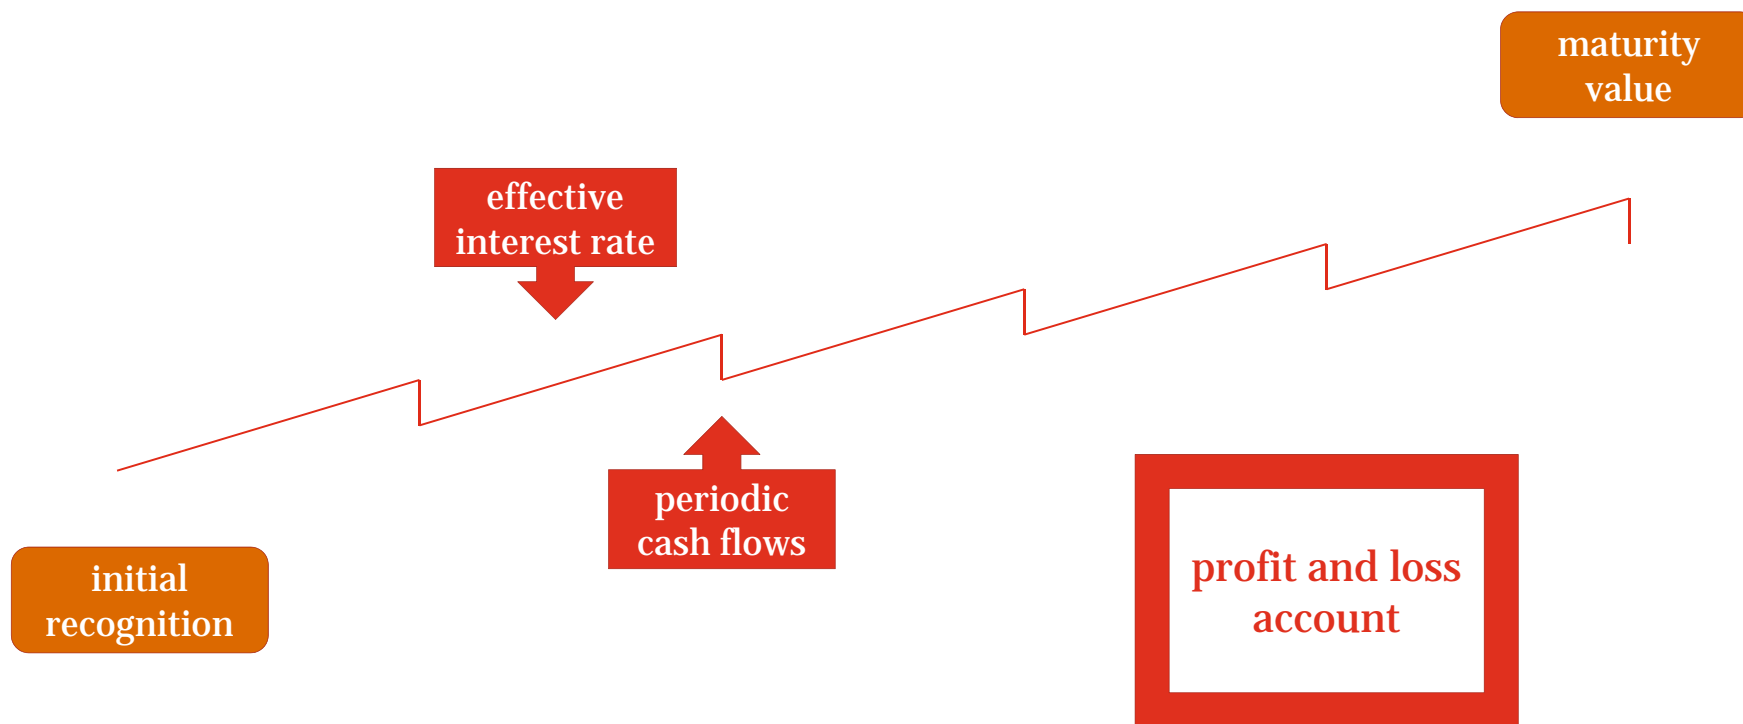 maturity
value
effective
interest rate
periodic
cash flows
initial
recognition
profit and loss
account